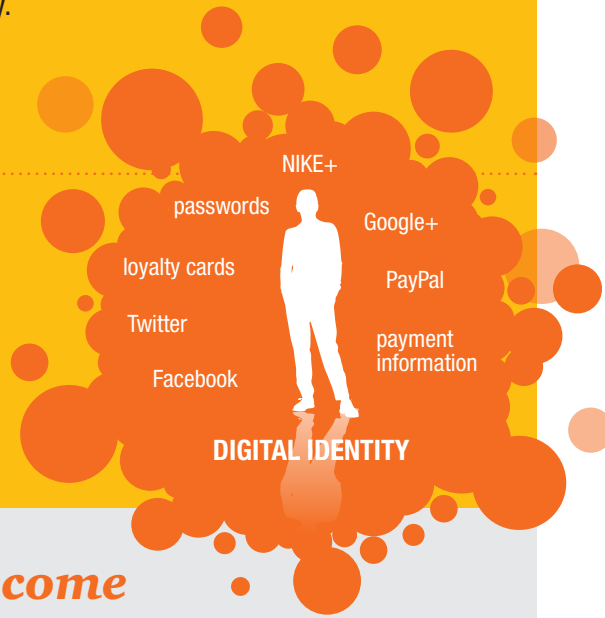 NIKE+
passwords
Google+
loyalty cards
PayPal
Twitter
payment
information
Facebook
DIGITAL IDENTITY
come